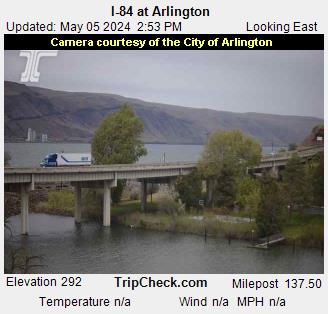 I-84 at Arlington
Updated: May 05 2024 2:53 PM Looking East
Camera courtesy of the City of Arlington
Elevation 292 TripCheck.com Milepost 137.50
Temperature n/a Wind n/a MPH n/a